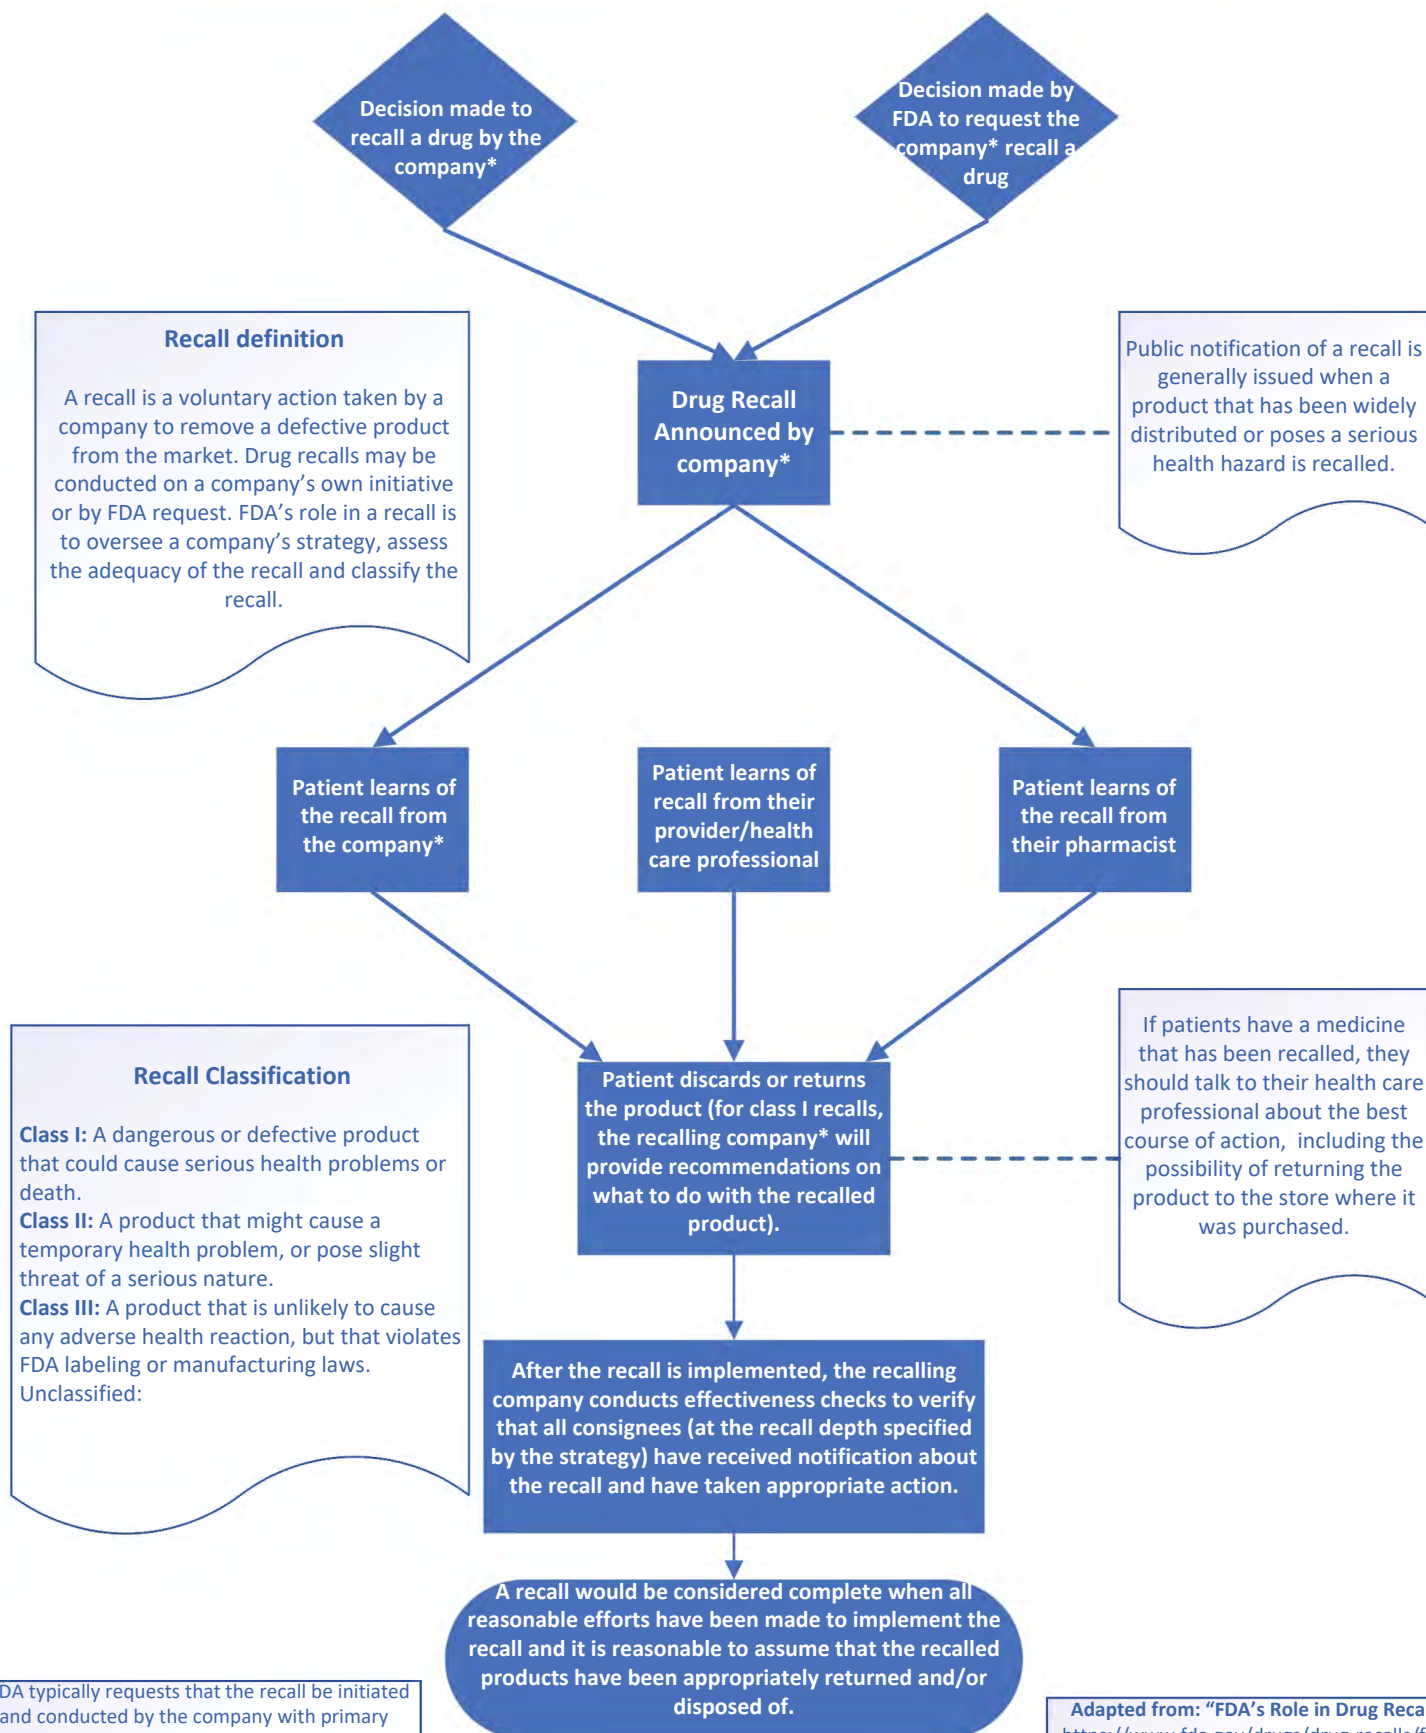 Decision made to
recall a drug by the
company*
Decision made by
FDA to request the
company* recall a
drug
Recall definition
A recall is a voluntary action taken by a
company to remove a defective product
from the market. Drug recalls may be
conducted on a company’s own initiative
or by FDA request. FDA’s role in a recall is
to oversee a company’s strategy, assess
the adequacy of the recall and classify the
recall.
Drug Recall
Announced by
company*
Public notification of a recall is
generally issued when a
product that has been widely
distributed or poses a serious
health hazard is recalled.
Patient learns of
the recall from
the company*
Patient learns of
recall from their
provider/health
care professional
Patient learns of
the recall from
their pharmacist
Recall Classification
Class I: A dangerous or defective product
that could cause serious health problems or
death.
Class II: A product that might cause a
temporary health problem, or pose slight
threat of a serious nature.
Class III: A product that is unlikely to cause
any adverse health reaction, but that violates
FDA labeling or manufacturing laws.
Unclassified:
Patient discards or returns
the product (for class I recalls,
the recalling company* will
provide recommendations on
what to do with the recalled
product).
If patients have a medicine
that has been recalled, they
should talk to their health care
professional about the best
course of action, including the
possibility of returning the
product to the store where it
was purchased.
After the recall is implemented, the recalling
company conducts effectiveness checks to verify
that all consignees (at the recall depth specified
by the strategy) have received notification about
the recall and have taken appropriate action.
A recall would be considered complete when all
reasonable efforts have been made to implement the
recall and it is reasonable to assume that the recalled
products have been appropriately returned and/or
disposed of.
DA typically requests that the recall be initiated
and conducted by the company with primary
Adapted from: “FDA’s Role in Drug Reca